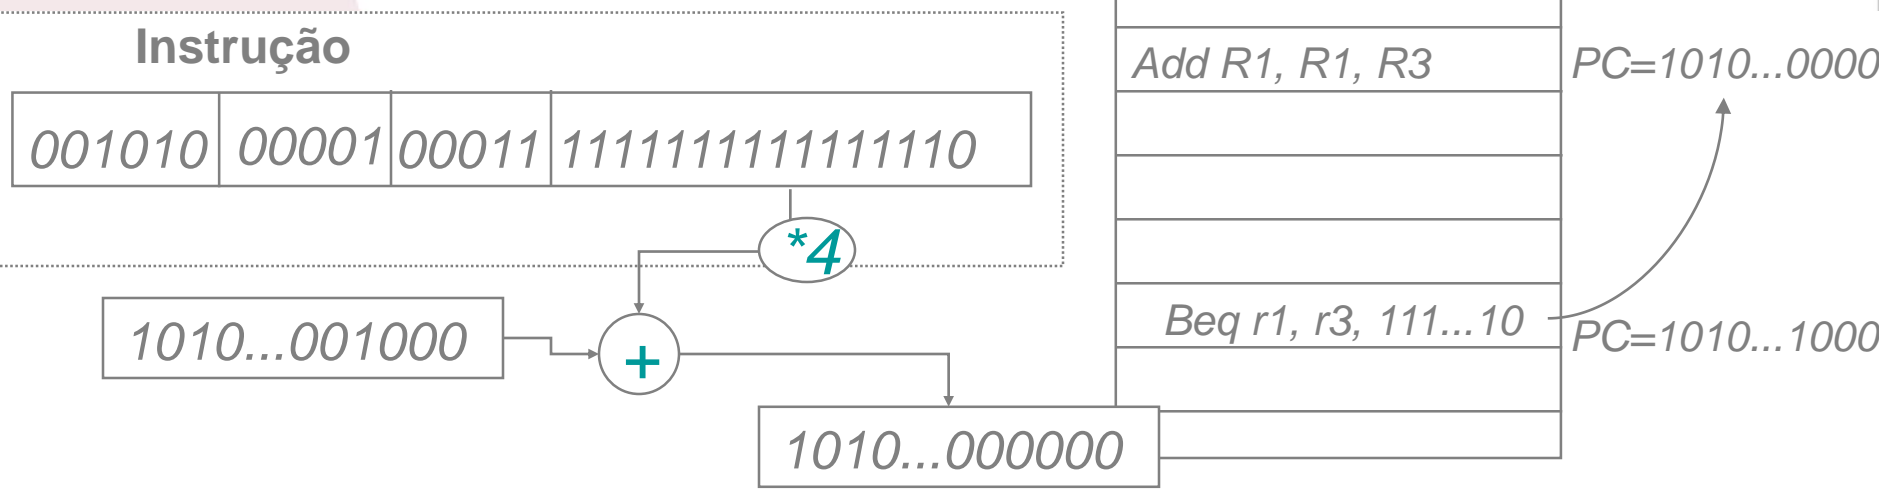 Instrução
001010 00001 00011 1111111111111110
*4
1010...001000
+
1010...000000
Add R1, R1, R3 PC=1010...0000
Beq r1, r3, 111...10 PC=1010...1000